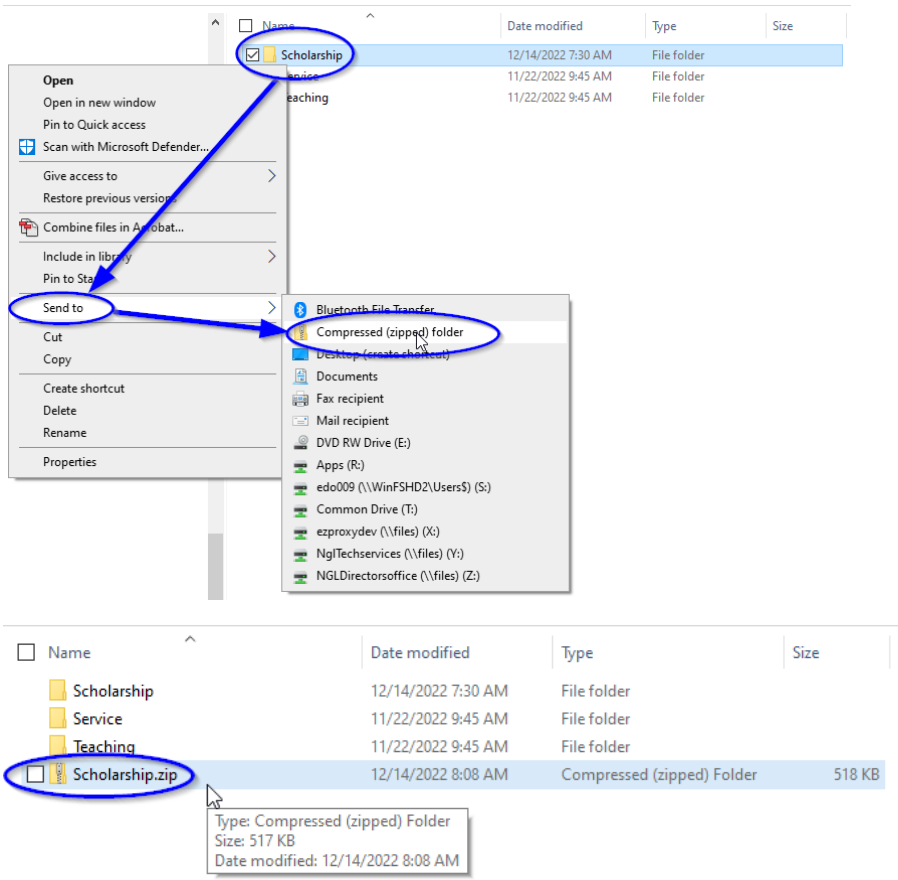 Name Date modified Type Size
Scholarship 12/14/2022 7:30 AM File folder
Service 11/22/2022 9:45 AM File folder
Teaching 11/22/2022 9:45 AM File folder
Open
Open in new window
Pin to Quick access
Scan with Microsoft Defender...
Give access to
Restore previous versions
Combine files in Acrobat...
Include in library
Pin to Start
Send to
Cut
Copy
Create shortcut
Delete
Rename
Properties
Bluetooth File Transfer
Compressed (zipped) folder
Desktop (create shortcut)
Documents
Fax recipient
Mail recipient
DVD RW Drive (E:)
Apps (R:)
edo009 (\\WinFSHD2\Users$) (S:)
Common Drive (T:)
ezproxydev (\\files) (X:)
NglTechservices (\\files) (Y:)
NGLDirectorsoffice (\\files) (Z:)
Name Date modified Type Size
Scholarship 12/14/2022 7:30 AM File folder
Service 11/22/2022 9:45 AM File folder
Teaching 11/22/2022 9:45 AM File folder
Scholarship.zip 12/14/2022 8:08 AM Compressed (zipped) Folder 518 KB
Type: Compressed (zipped) Folder
Size: 517 KB
Date modified: 12/14/2022 8:08 AM